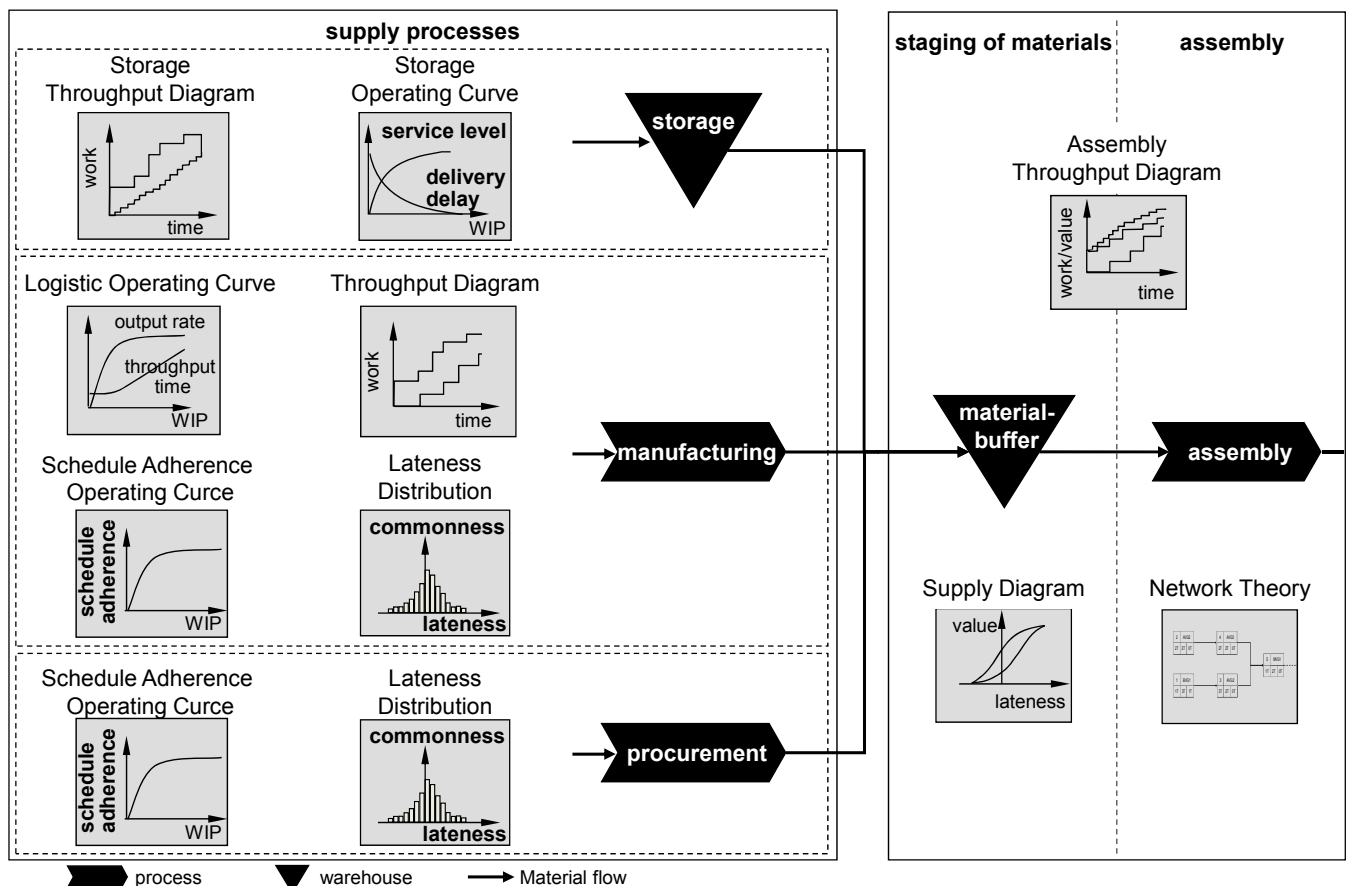 supply processes
staging of materials
assembly
Storage
Throughput Diagram
work
time
Storage
Operating Curve
service level
delivery
delay
WIP
storage
Assembly
Throughput Diagram
work/value
time
Logistic Operating Curve
output rate
throughput
time
WIP
Throughput Diagram
work
time
Schedule Adherence
Operating Curce
schedule
adherence
WIP
Lateness
Distribution
commonness
lateness
manufacturing
material-
buffer
assembly
Supply Diagram
value
lateness
Network Theory
Schedule Adherence
Operating Curce
schedule
adherence
WIP
Lateness
Distribution
commonness
lateness
procurement
process
warehouse
Material flow